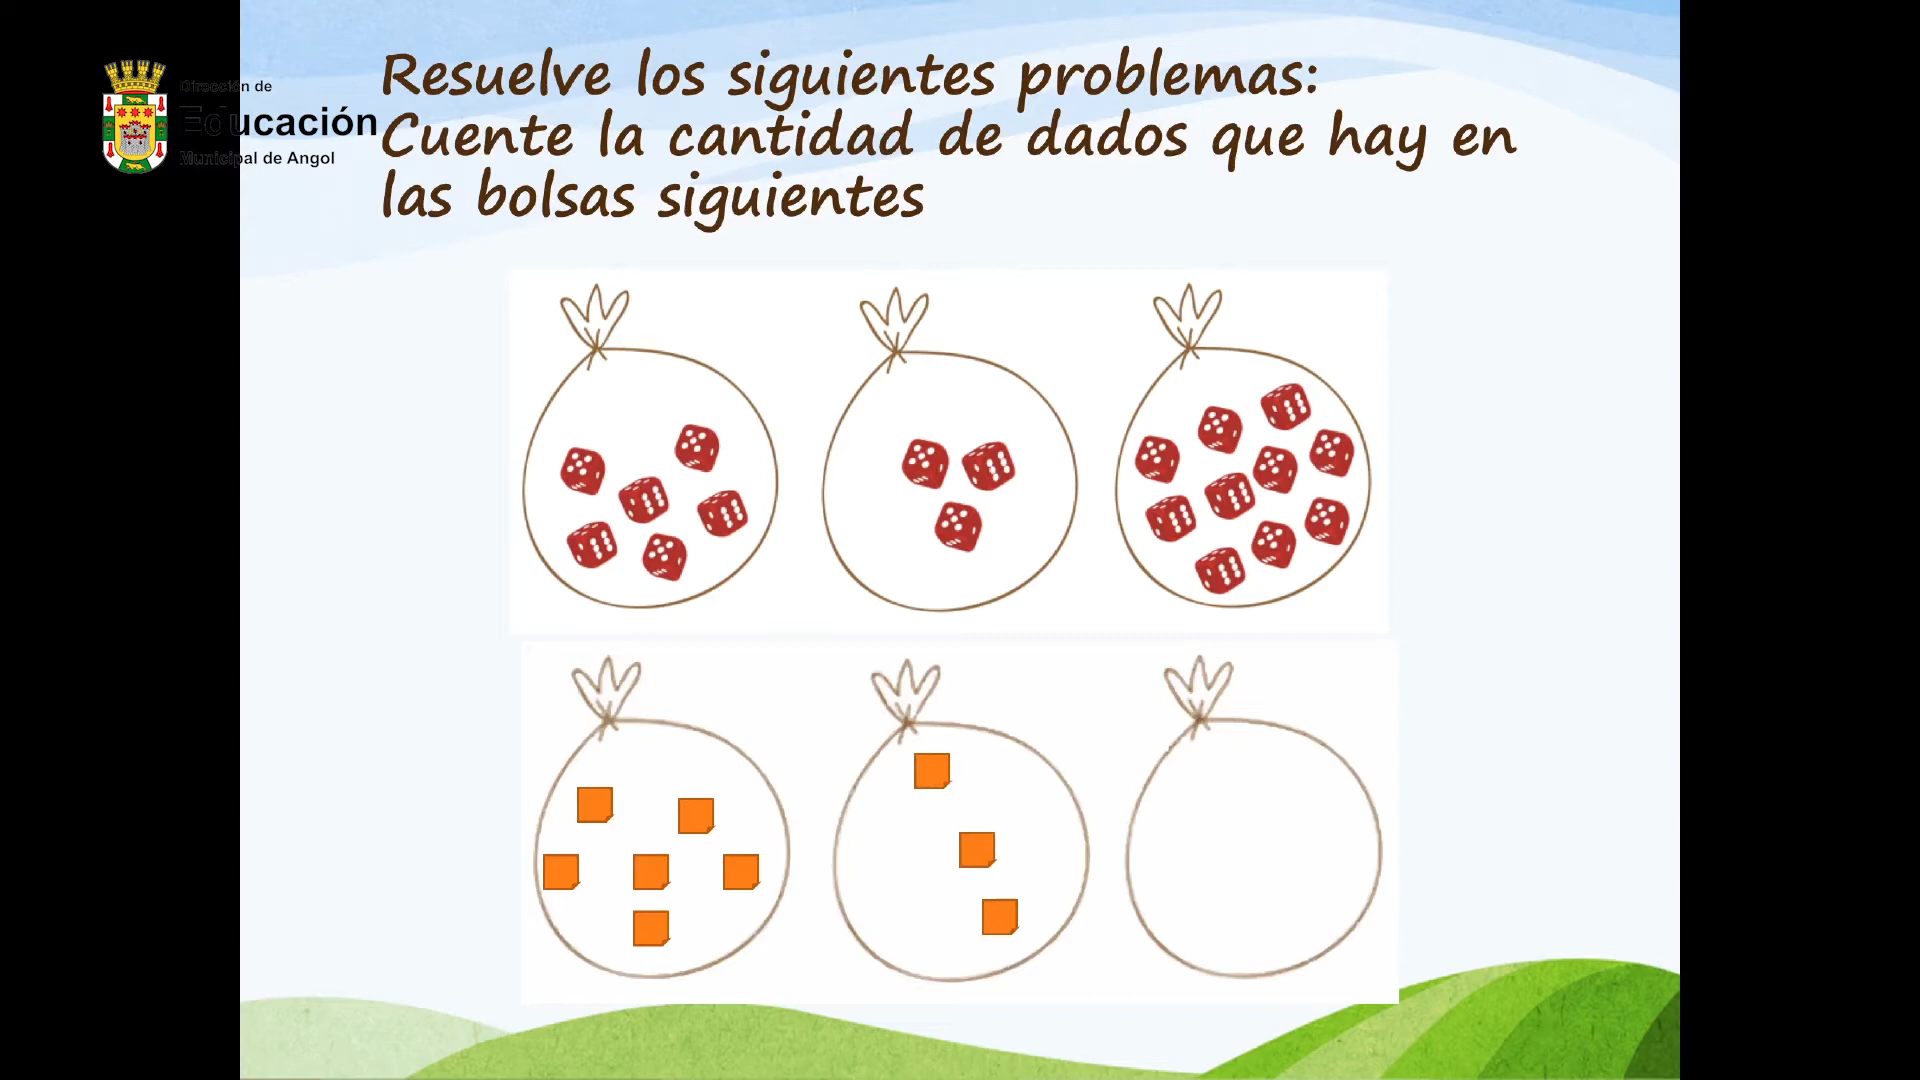 Dirección de
Educación
Municipal de Angol
Resuelve los siguientes problemas:
Cuente la cantidad de dados que hay en
las bolsas siguientes